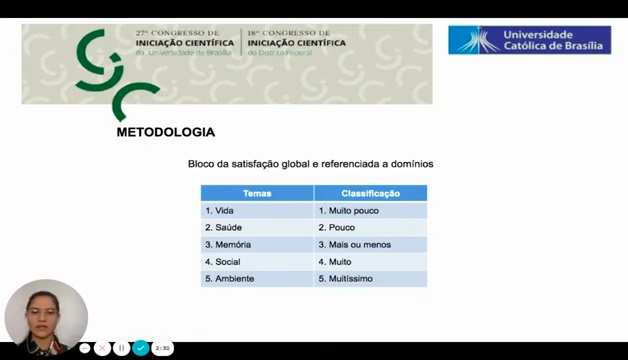 27º CONGRESSO DE
INICIAÇÃO CIENTÍFICA
da Universidade de Brasília
18º CONGRESSO DE
INICIAÇÃO CIENTÍFICA
do Distrito Federal
Universidade
Católica de Brasília
METODOLOGIA
Bloco da satisfação global e referenciada a domínios
Temas Classificação
1. Vida 1. Muito pouco
2. Saúde 2. Pouco
3. Memória 3. Mais ou menos
4. Social 4. Muito
5. Ambiente 5. Muitíssimo
2:30